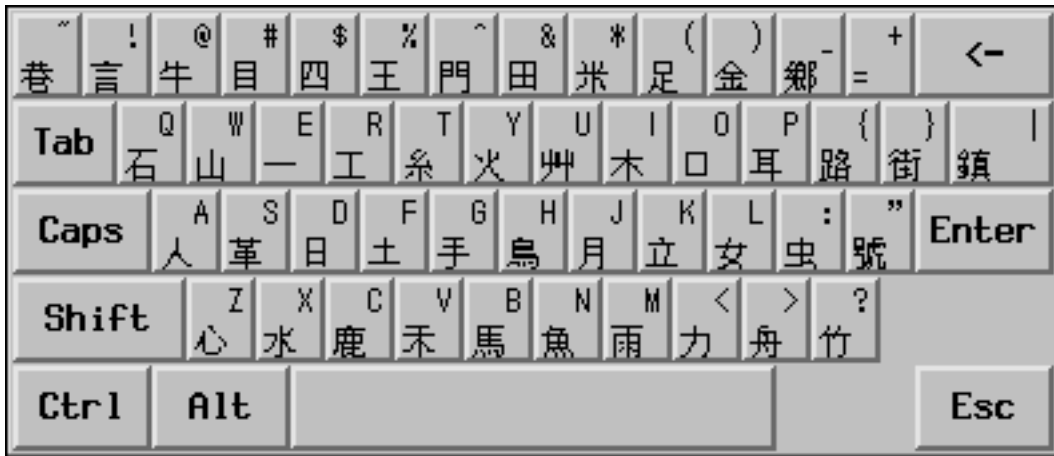 ~ ! @ # $ % ^ & * ( ) _ + <-
巷 言 牛 目 四 王 門 田 米 足 金 鄉 =
Tab Q W E R T Y U I O P { } |
石 山 一 工 糸 火 艸 木 口 耳 路 街 鎮
Caps A S D F G H J K L : " Enter
人 革 日 土 手 鳥 月 立 女 虫 號
Shift Z X C V B N M < > ?
心 水 鹿 禾 馬 魚 雨 力 舟 竹
Ctrl Alt Esc